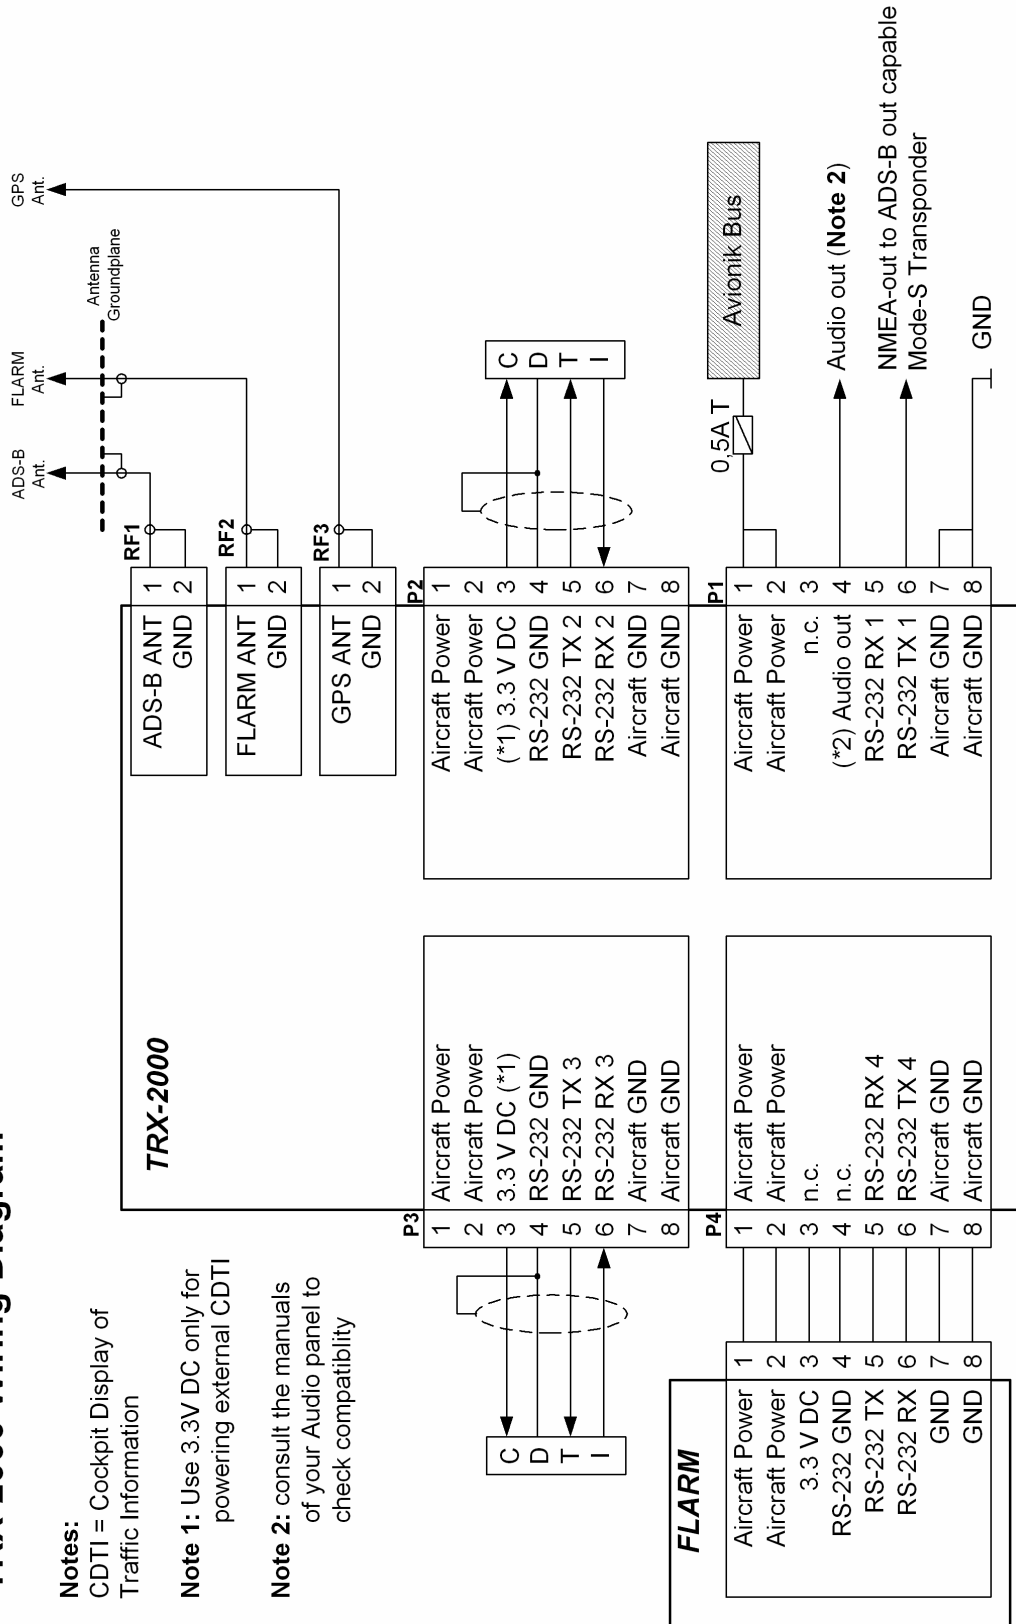 TRX-2000 Wiring Diagram
Notes:
CDTI = Cockpit Display of
Traffic Information
Note 1: Use 3.3V DC only for
powering external CDTI
Note 2: consult the manuals
of your Audio panel to
check compatiblity
TRX-2000
ADS-B
Ant.
FLARM
Ant.
GPS
Ant.
Antenna
Groundplane
RF1
ADS-B ANT 1
GND 2
RF2
FLARM ANT 1
GND 2
RF3
GPS ANT 1
GND 2
P3
1 Aircraft Power
2 Aircraft Power
3 3.3 V DC (*1)
4 RS-232 GND
5 RS-232 TX 3
6 RS-232 RX 3
7 Aircraft GND
8 Aircraft GND
C
D
T
I
P2
Aircraft Power 1
Aircraft Power 2
(*1) 3.3 V DC 3
RS-232 GND 4
RS-232 TX 2 5
RS-232 RX 2 6
Aircraft GND 7
Aircraft GND 8
C
D
T
I
FLARM
Aircraft Power 1
Aircraft Power 2
3.3 V DC 3
RS-232 GND 4
RS-232 TX 5
RS-232 RX 6
GND 7
GND 8
P4
1 Aircraft Power
2 Aircraft Power
3 n.c.
4 n.c.
5 RS-232 RX 4
6 RS-232 TX 4
7 Aircraft GND
8 Aircraft GND
P1
Aircraft Power 1
Aircraft Power 2
n.c. 3
(*2) Audio out 4
RS-232 RX 1 5
RS-232 TX 1 6
Aircraft GND 7
Aircraft GND 8
0,5A T
Avionik Bus
Audio out (Note 2)
NMEA-out to ADS-B out capable
Mode-S Transponder
GND